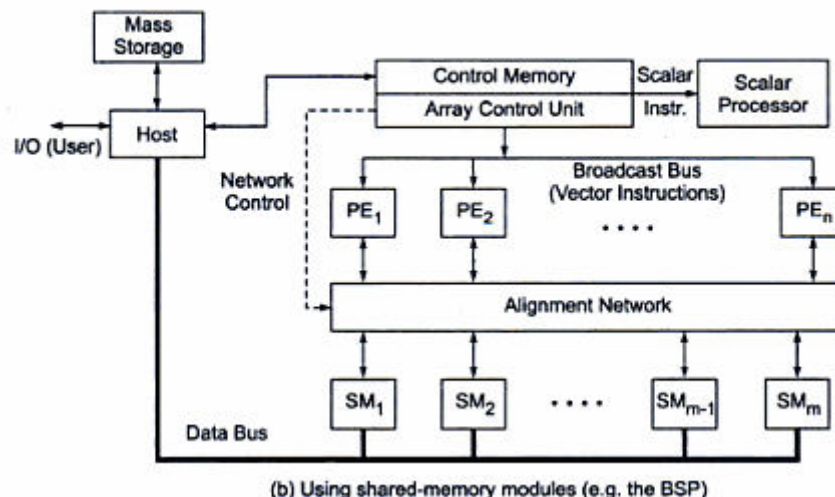 Mass
Storage
Control Memory
Scalar
Scalar
Processor
Array Control Unit
Instr.
Host
I/O (User)
Network
Control
Broadcast Bus
(Vector Instructions)
PE1
PE2
. . . .
PEn
Alignment Network
SM1
SM2
. . . .
SMm-1
SMm
Data Bus
(b) Using shared-memory modules (e.g. the BSP)